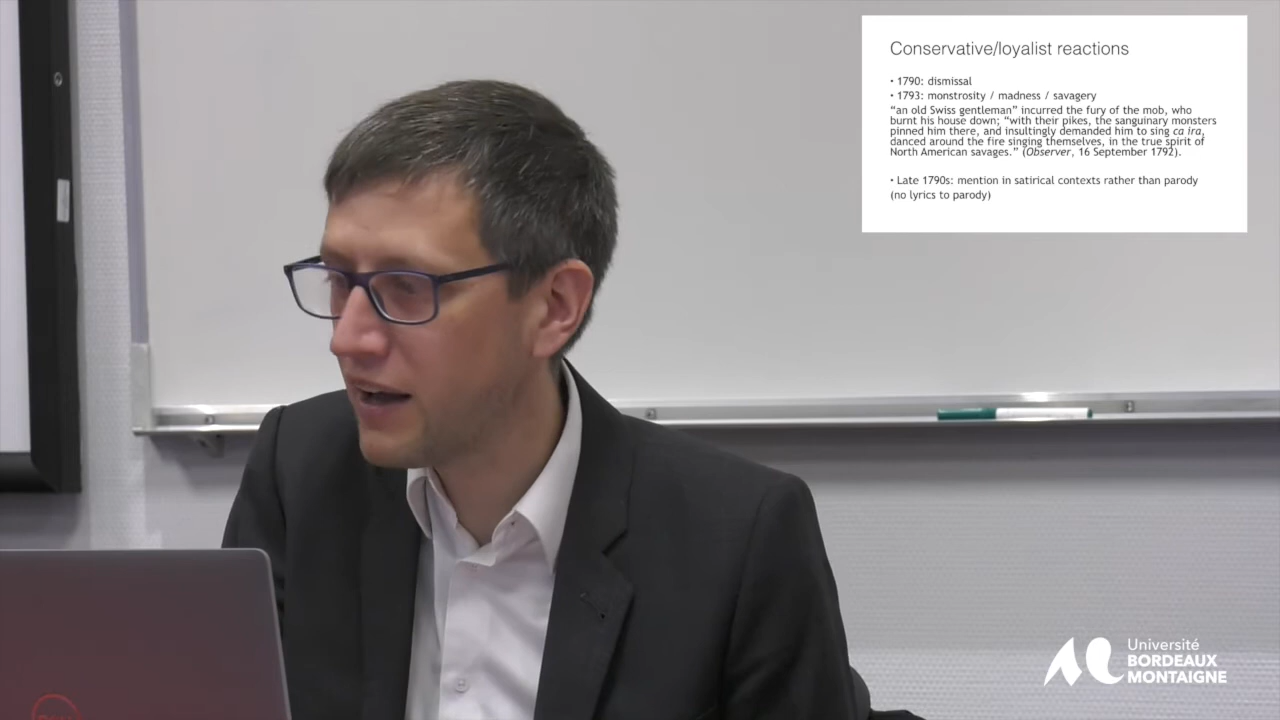 Conservative/loyalist reactions
• 1790: dismissal
• 1793: monstrosity / madness / savagery
“an old Swiss gentleman” incurred the fury of the mob, who
burnt his house down; “with their pikes, the sanguinary monsters
pinned him there, and insultingly demanded him to sing ca ira,
danced around the fire singing themselves, in the true spirit of
North American savages.” (Observer, 16 September 1792).
• Late 1790s: mention in satirical contexts rather than parody
(no lyrics to parody)
Université
BORDEAUX
MONTAIGNE